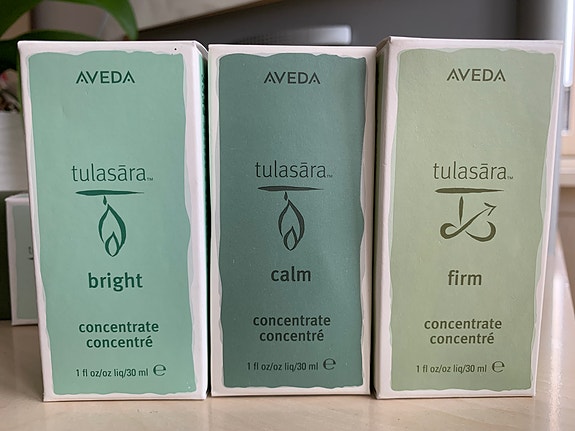 AVEDA
tulasāra™
bright
concentrate
concentré
1 fl oz/oz liq/30 ml ℮
AVEDA
tulasāra™
calm
concentrate
concentré
1 fl oz/oz liq/30 ml ℮
AVEDA
tulasāra™
firm
concentrate
concentré
1 fl oz/oz liq/30 ml ℮